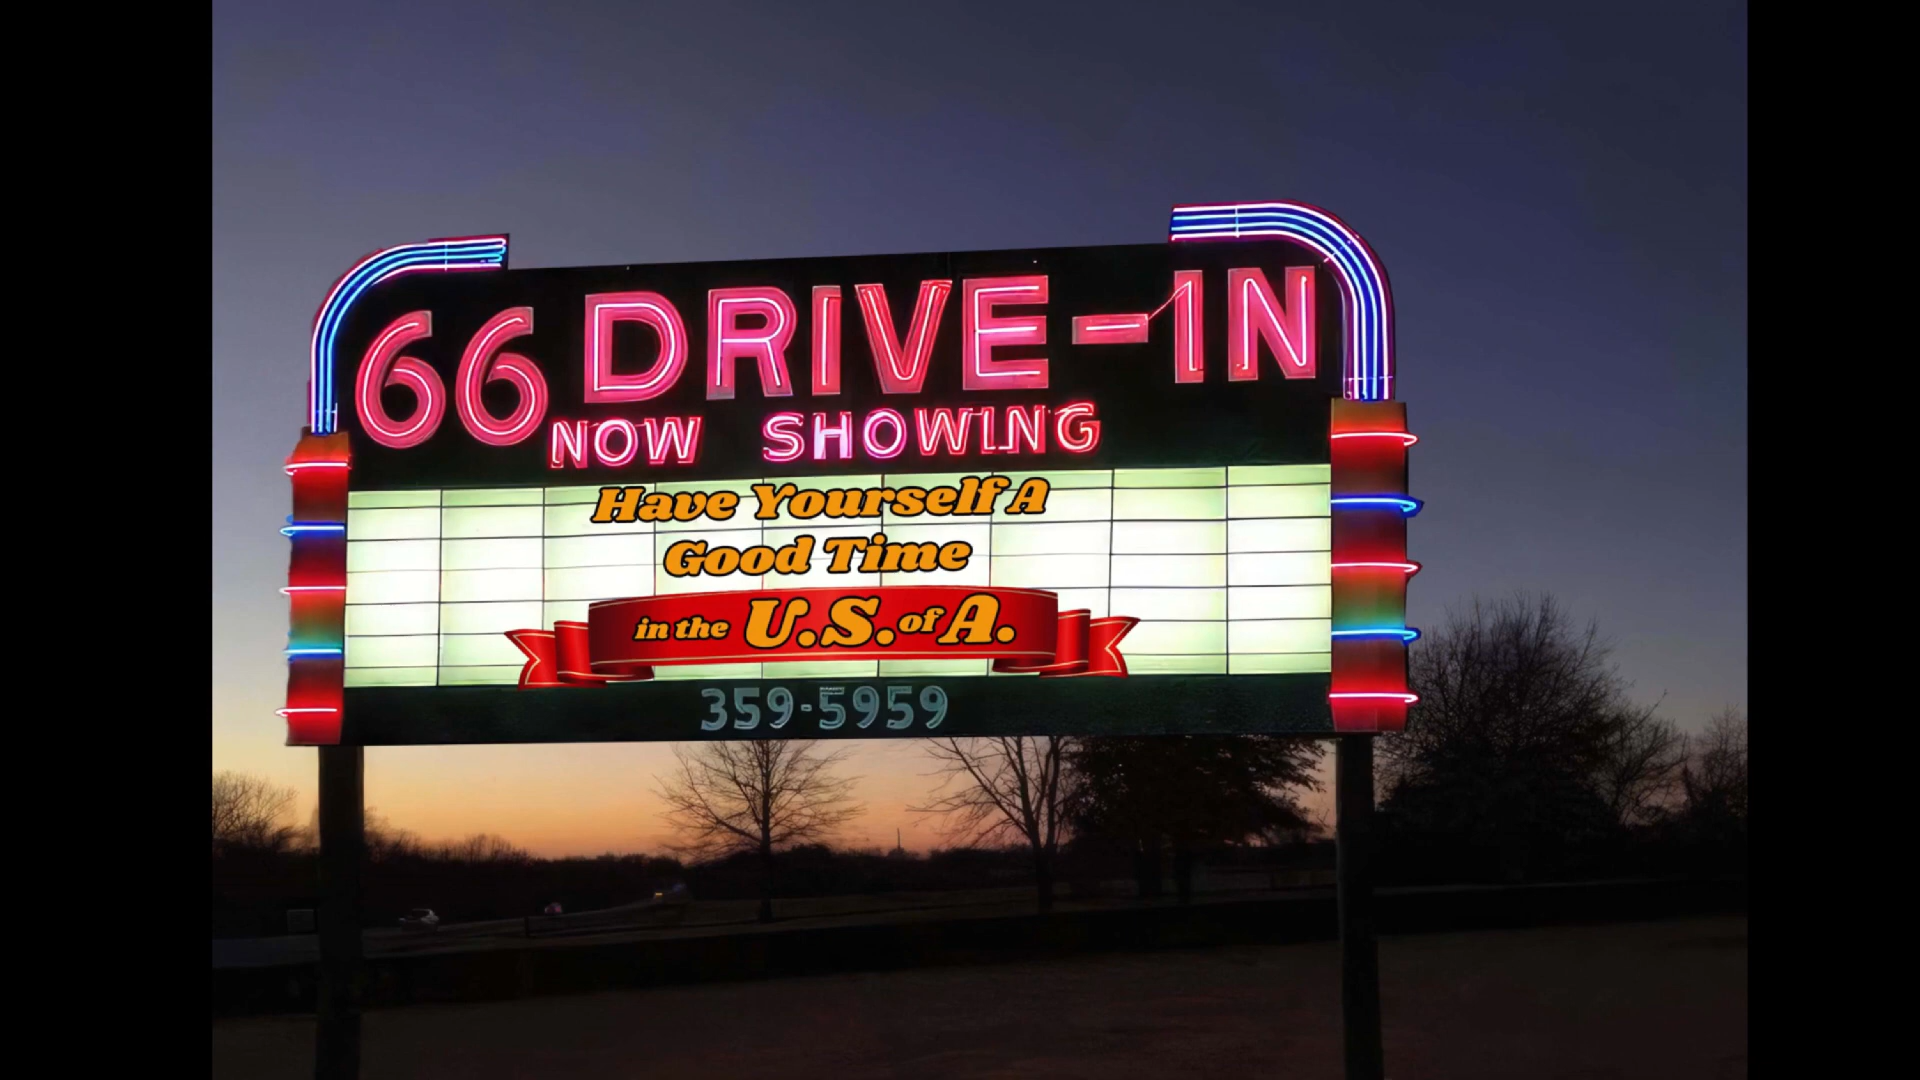 66 DRIVE-IN
NOW SHOWING
Have Yourself A
Good Time
in the U.S. of A.
359-5959